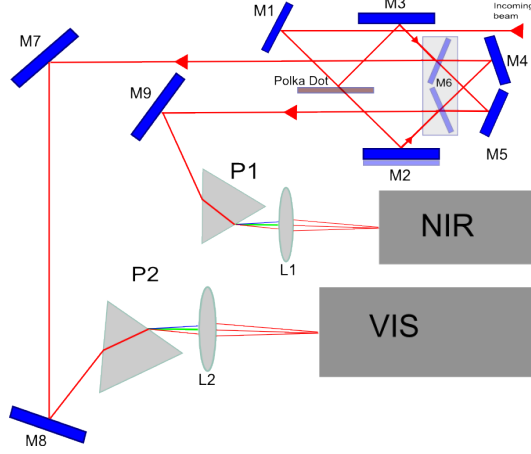 Incoming
beam
M1
M3
M7
M4
M6
Polka Dot
M9
M5
M2
P1
NIR
L1
P2
VIS
L2
M8